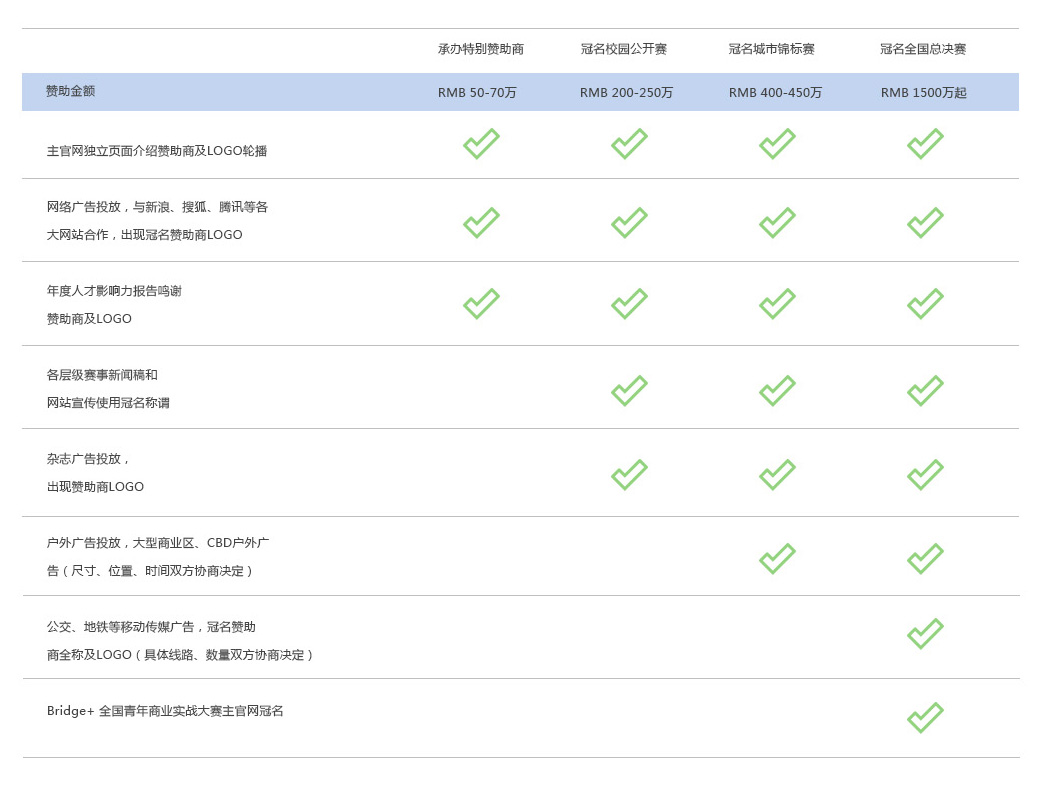 承办特别赞助商 冠名校园公开赛 冠名城市锦标赛 冠名全国总决赛
赞助金额 RMB 50-70万 RMB 200-250万 RMB 400-450万 RMB 1500万起
主官网独立页面介绍赞助商及LOGO轮播
网络广告投放，与新浪、搜狐、腾讯等各
大网站合作，出现冠名赞助商LOGO
年度人才影响力报告鸣谢
赞助商及LOGO
各层级赛事新闻稿和
网站宣传使用冠名称谓
杂志广告投放，
出现赞助商LOGO
户外广告投放，大型商业区、CBD户外广
告（尺寸、位置、时间双方协商决定）
公交、地铁等移动传媒广告，冠名赞助
商全称及LOGO（具体线路、数量双方协商决定）
Bridge+ 全国青年商业实战大赛主官网冠名